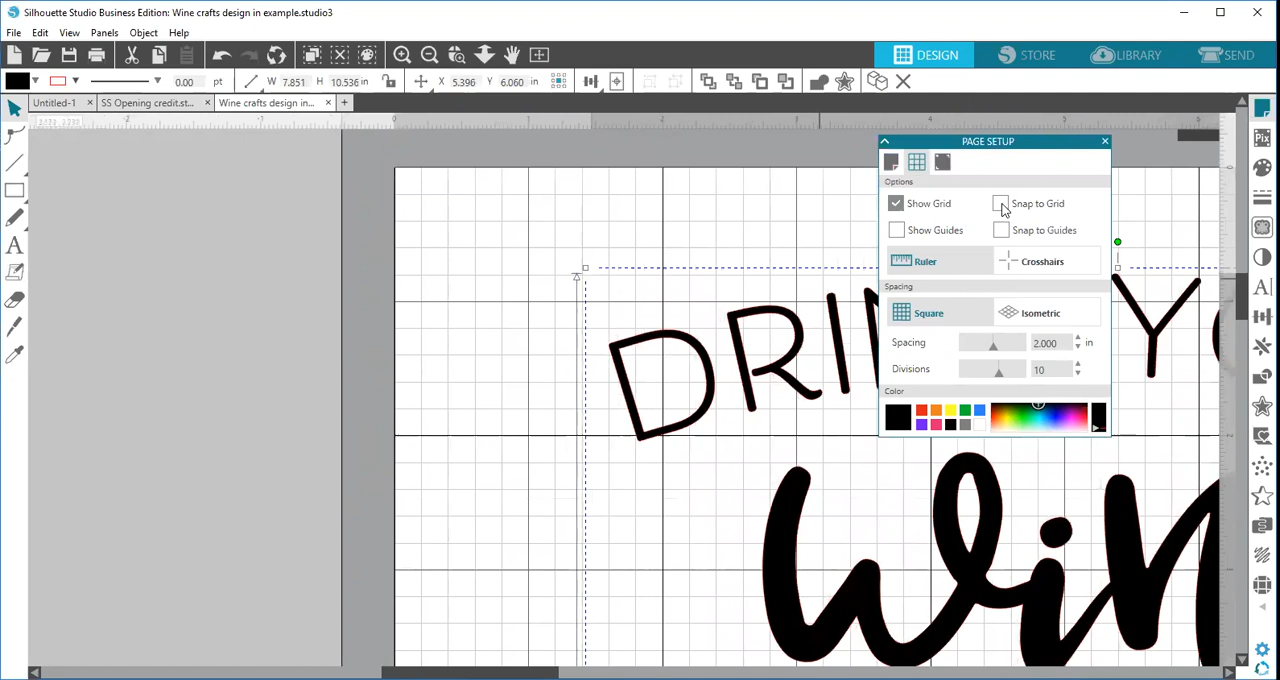 Silhouette Studio Business Edition: Wine crafts design in example.studio3
File Edit View Panels Object Help
DESIGN STORE LIBRARY SEND
0.00 pt W 7.851 H 10.536 in X 5.396 Y 6.060 in
Untitled-1 SS Opening credit.st... Wine crafts design in...
PAGE SETUP
Options
Show Grid Snap to Grid
Show Guides Snap to Guides
Ruler Crosshairs
Spacing
Square Isometric
Spacing 2.000 in
Divisions 10
Color
DRIN Y
Win